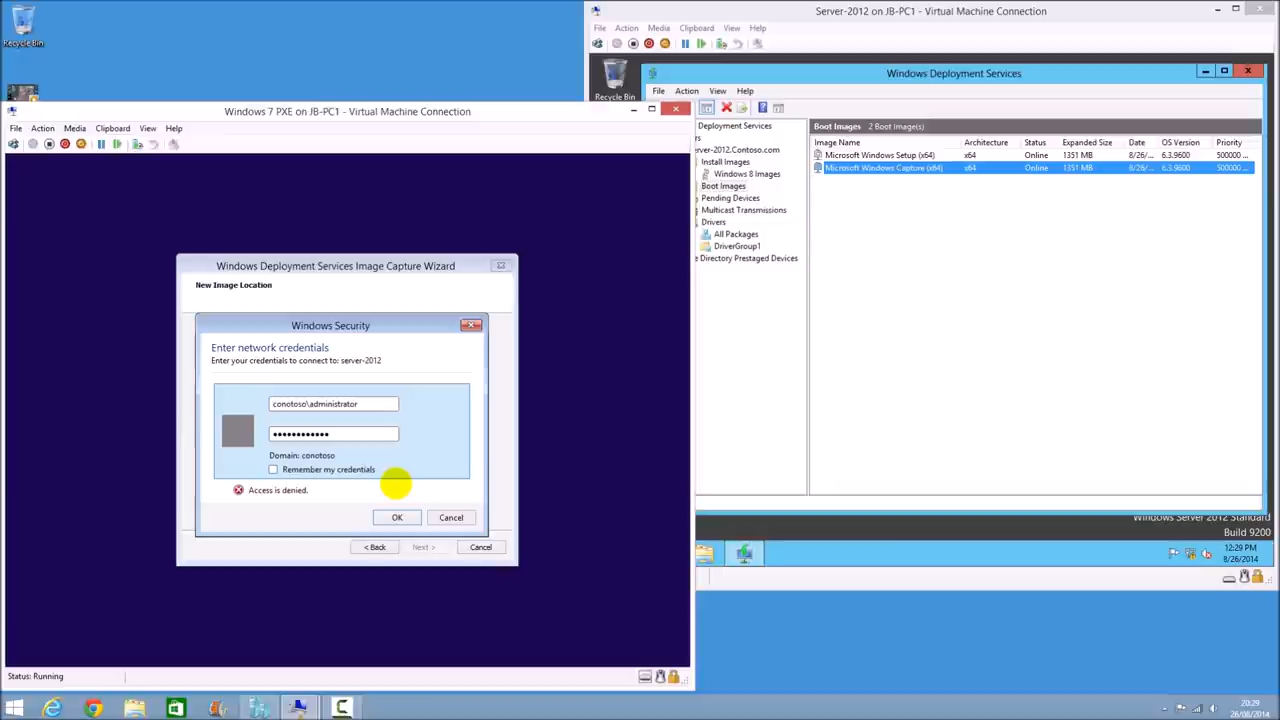 Recycle Bin
Server-2012 on JB-PC1 - Virtual Machine Connection
File Action Media Clipboard View Help
Recycle Bin
Windows Deployment Services
File Action View Help
Deployment Services
rs
erver-2012.Contoso.com
Install Images
Windows 8 Images
Boot Images
Pending Devices
Multicast Transmissions
Drivers
All Packages
DriverGroup1
e Directory Prestaged Devices
Boot Images 2 Boot Image(s)
Image Name Architecture Status Expanded Size Date OS Version Priority
Microsoft Windows Setup (x64) x64 Online 1351 MB 8/26/... 6.3.9600 500000 ...
Microsoft Windows Capture (x64) x64 Online 1351 MB 8/26/... 6.3.9600 500000 ...
Windows Server 2012 Standard
Build 9200
12:29 PM
8/26/2014
Windows 7 PXE on JB-PC1 - Virtual Machine Connection
File Action Media Clipboard View Help
Windows Deployment Services Image Capture Wizard
New Image Location
Windows Security
Enter network credentials
Enter your credentials to connect to: server-2012
conotoso\administrator
Domain: conotoso
Remember my credentials
Access is denied.
OK Cancel
< Back Next > Cancel
Status: Running
20:29
26/08/2014